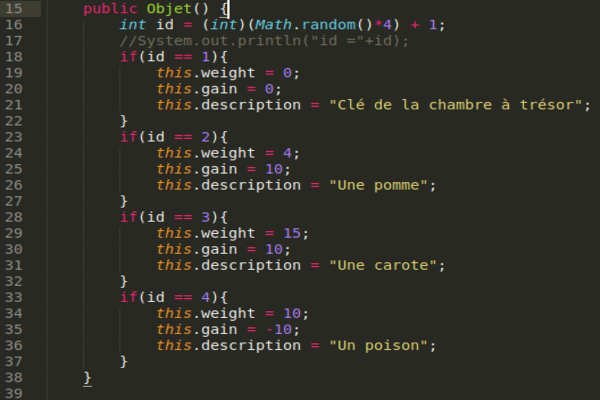 15 public Objet() {
16 int id = (int)(Math.random()*4) + 1;
17 //System.out.println("id ="+id);
18 if(id == 1){
19 this.weight = 0;
20 this.gain = 0;
21 this.description = "Clé de la chambre à trésor";
22 }
23 if(id == 2){
24 this.weight = 4;
25 this.gain = 10;
26 this.description = "Une pomme";
27 }
28 if(id == 3){
29 this.weight = 15;
30 this.gain = 10;
31 this.description = "Une carote";
32 }
33 if(id == 4){
34 this.weight = 10;
35 this.gain = -10;
36 this.description = "Un poison";
37 }
38 }
39